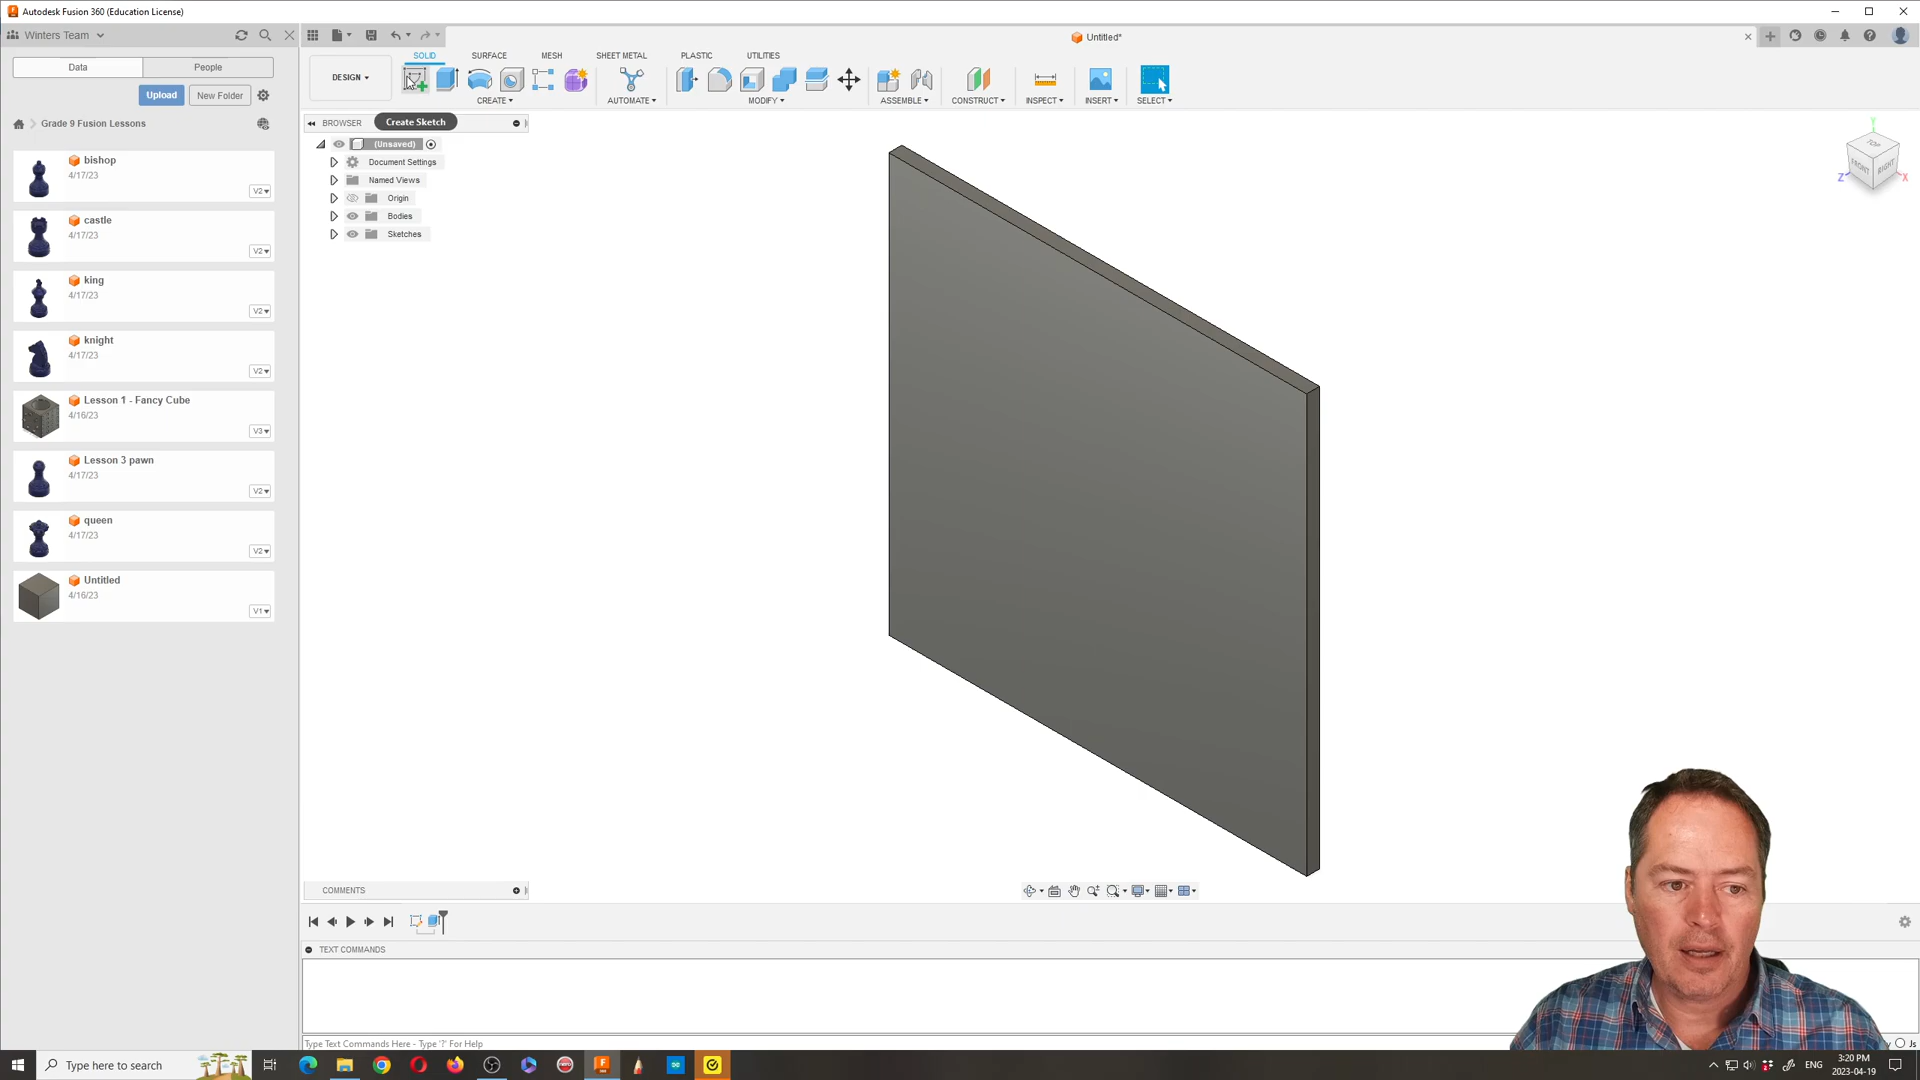 Autodesk Fusion 360 (Education License)
Winters Team
Untitled*
Data
People
SOLID
SURFACE
MESH
SHEET METAL
PLASTIC
UTILITIES
DESIGN
CREATE
AUTOMATE
MODIFY
ASSEMBLE
CONSTRUCT
INSPECT
INSERT
SELECT
Upload
New Folder
Grade 9 Fusion Lessons
BROWSER
Create Sketch
(Unsaved)
Document Settings
Named Views
Origin
Bodies
Sketches
bishop
4/17/23
V2
castle
4/17/23
V2
king
4/17/23
V2
knight
4/17/23
V2
Lesson 1 - Fancy Cube
4/16/23
V3
Lesson 3 pawn
4/17/23
V2
queen
4/17/23
V2
Untitled
4/16/23
V1
Y
TOP
FRONT
RIGHT
Z
X
COMMENTS
TEXT COMMANDS
Type Text Commands Here - Type '?' For Help
Js
Type here to search
ENG
3:20 PM
2023-04-19